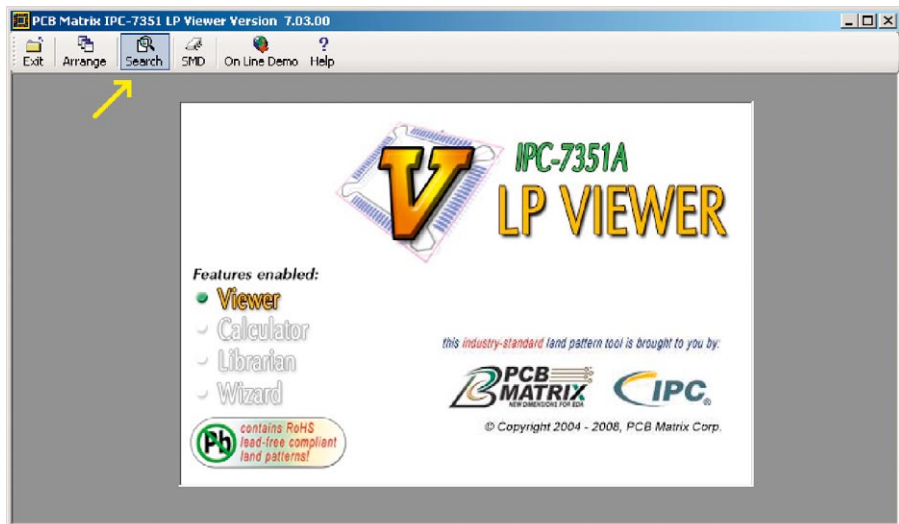 PCB Matrix IPC-7351 LP Viewer Version 7.03.00
Exit Arrange Search SMD On Line Demo Help
V
IPC-7351A
LP VIEWER
Features enabled:
Viewer
Calculator
Librarian
Wizard
this industry-standard land pattern tool is brought to you by:
PCB
MATRIX
NEW DIMENSIONS FOR EDA
IPC®
© Copyright 2004 - 2008, PCB Matrix Corp.
Pb
contains RoHS
lead-free compliant
land patterns!